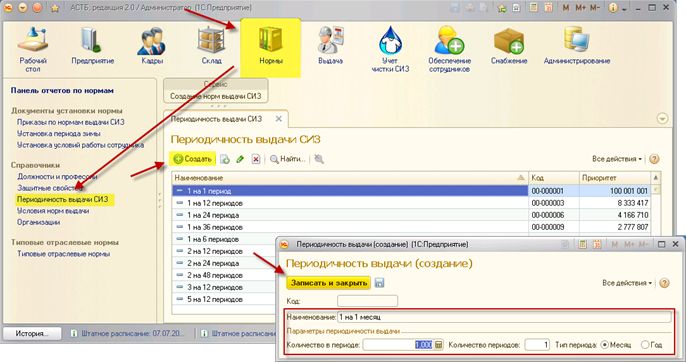 АСТБ, редакция 2.0 / Администратор (1С:Предприятие)
M M+ M-
Рабочий стол
Предприятие
Кадры
Склад
Нормы
Выдача
Учет чистки СИЗ
Обеспечение сотрудников
Снабжение
Администрирование
Панель отчетов по нормам
Документы установки нормы
Приказы по нормам выдачи СИЗ
Установка периода зимы
Установка условий работы сотрудника
Справочники
Должности и профессии
Защитные свойства
Периодичность выдачи СИЗ
Условия норм выдачи
Организации
Типовые отраслевые нормы
Типовые отраслевые нормы
Сервис
Создание норм выдачи СИЗ
Периодичность выдачи СИЗ
Периодичность выдачи СИЗ
Создать Найти... Все действия
Наименование Код Приоритет
1 на 1 период 00-000001 100 001 001
1 на 12 периодов 00-000003 8 333 417
1 на 24 периодов 00-000006 4 166 710
1 на 36 периодов 00-000009 2 777 807
1 на 6 периодов
2 на 12 периодов
2 на 24 периодов
2 на 48 периодов
3 на 12 периодов
5 на 12 периодов
Периодичность выдачи (создание) (1С:Предприятие)
M M+ M-
Периодичность выдачи (создание)
Записать и закрыть Все действия
Код:
Наименование: 1 на 1 месяц
Параметры периодичности выдачи
Количество в периоде: 1,000 Количество периодов: 1 Тип периода: Месяц Год
История... Штатное расписание: 07.07.20... Штатное расписание: